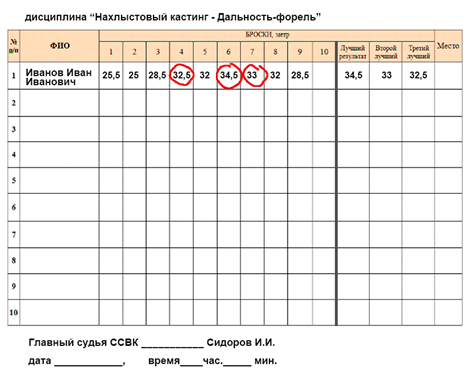 дисциплина “Нахлыстовый кастинг - Дальность-форель”
№ п/п ФИО БРОСКИ, метр Место
1 2 3 4 5 6 7 8 9 10 Лучший результат Второй лучший Третий лучший
1 Иванов Иван Иванович 25,5 25 28,5 32,5 32 34,5 33 32 28,5 34,5 33 32,5
2
3
4
5
6
7
8
9
10
Главный судья ССВК ___________ Сидоров И.И.
дата ____________, время____час._____ мин.